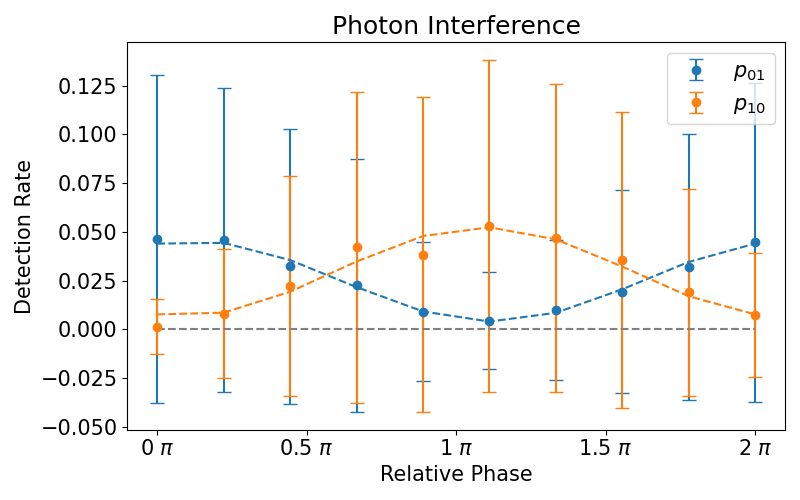 Photon Interference
Detection Rate
0.125
0.100
0.075
0.050
0.025
0.000
−0.025
−0.050
p01
p10
0 π
0.5 π
1 π
1.5 π
2 π
Relative Phase